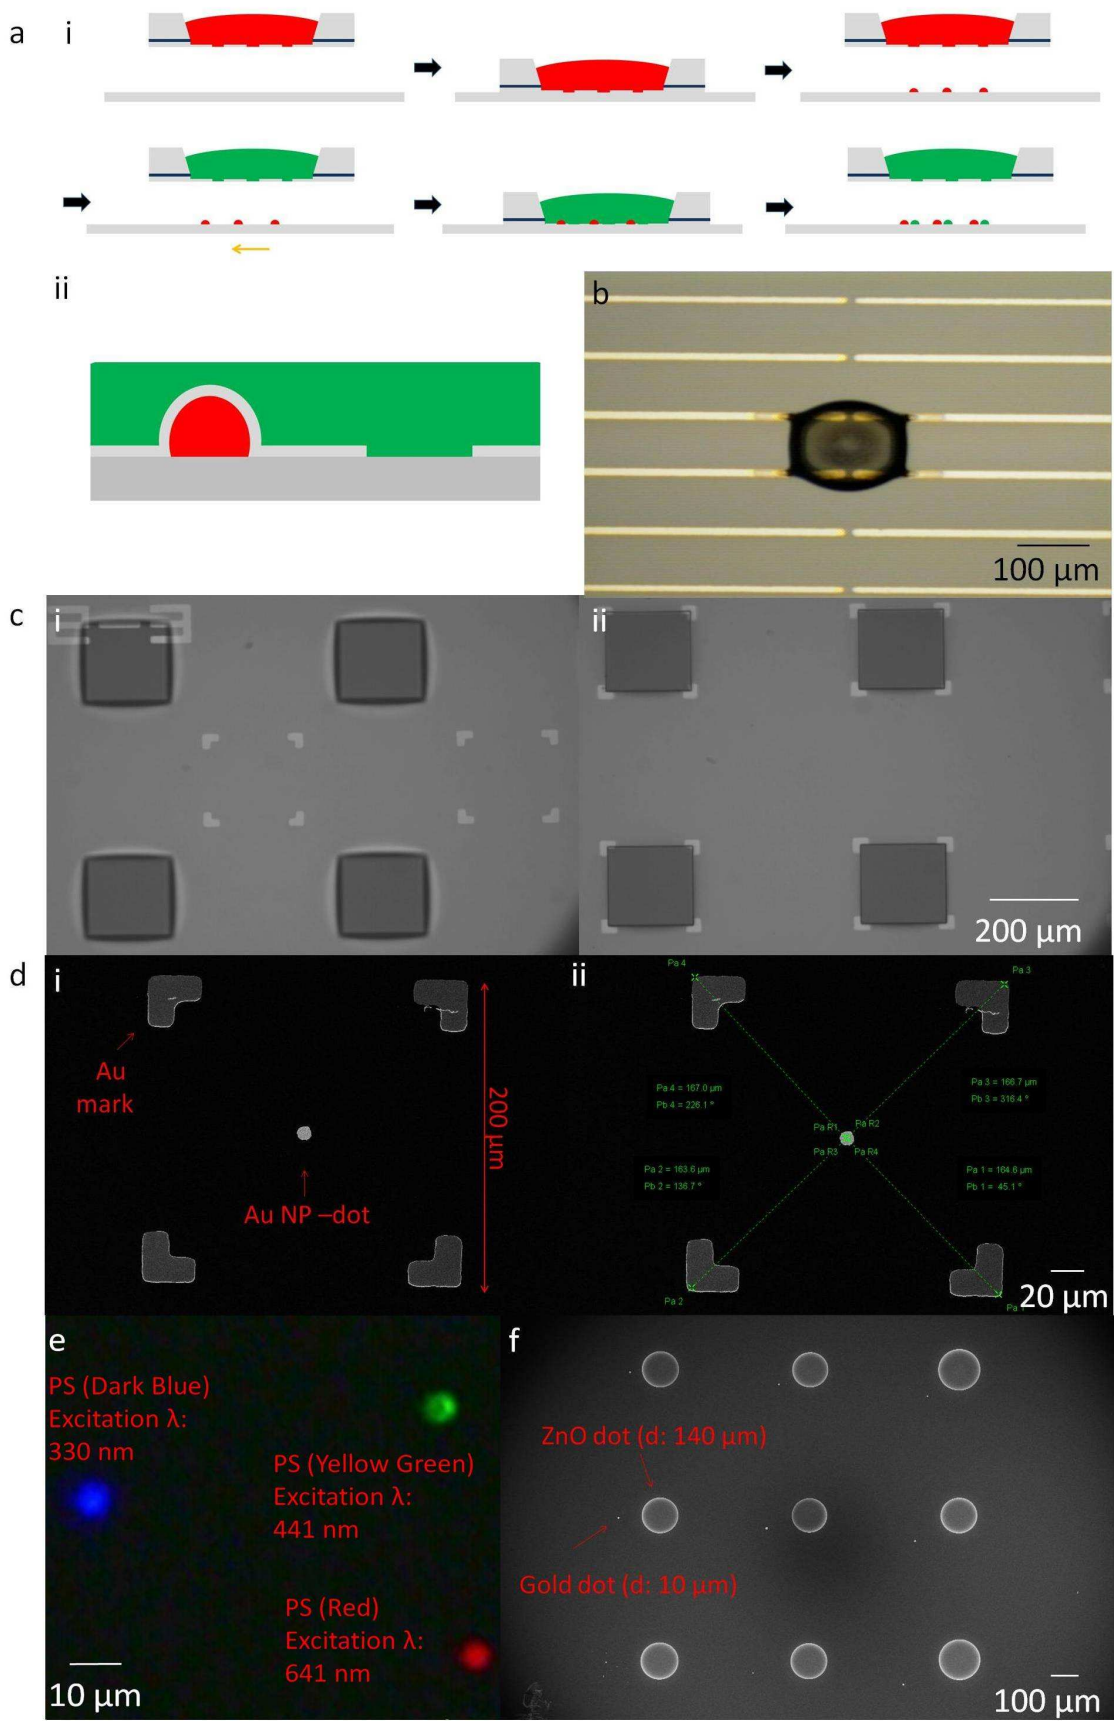 a
i
ii
b
100 μm
c
i
ii
200 μm
d
i
Au
mark
Au NP –dot
200 μm
ii
Pa 4
Pa 3
Pa 4 = 167.0 μm
Pb 4 = 226.1 °
Pa 3 = 166.7 μm
Pb 3 = 316.4 °
Pa R1
Pa R2
Pa R3
Pa R4
Pa 2 = 163.6 μm
Pb 2 = 136.7 °
Pa 1 = 164.6 μm
Pb 1 = 45.1 °
Pa 2
Pa
20 μm
e
PS (Dark Blue)
Excitation λ:
330 nm
PS (Yellow Green)
Excitation λ:
441 nm
PS (Red)
Excitation λ:
641 nm
10 μm
f
ZnO dot (d: 140 μm)
Gold dot (d: 10 μm)
100 μm